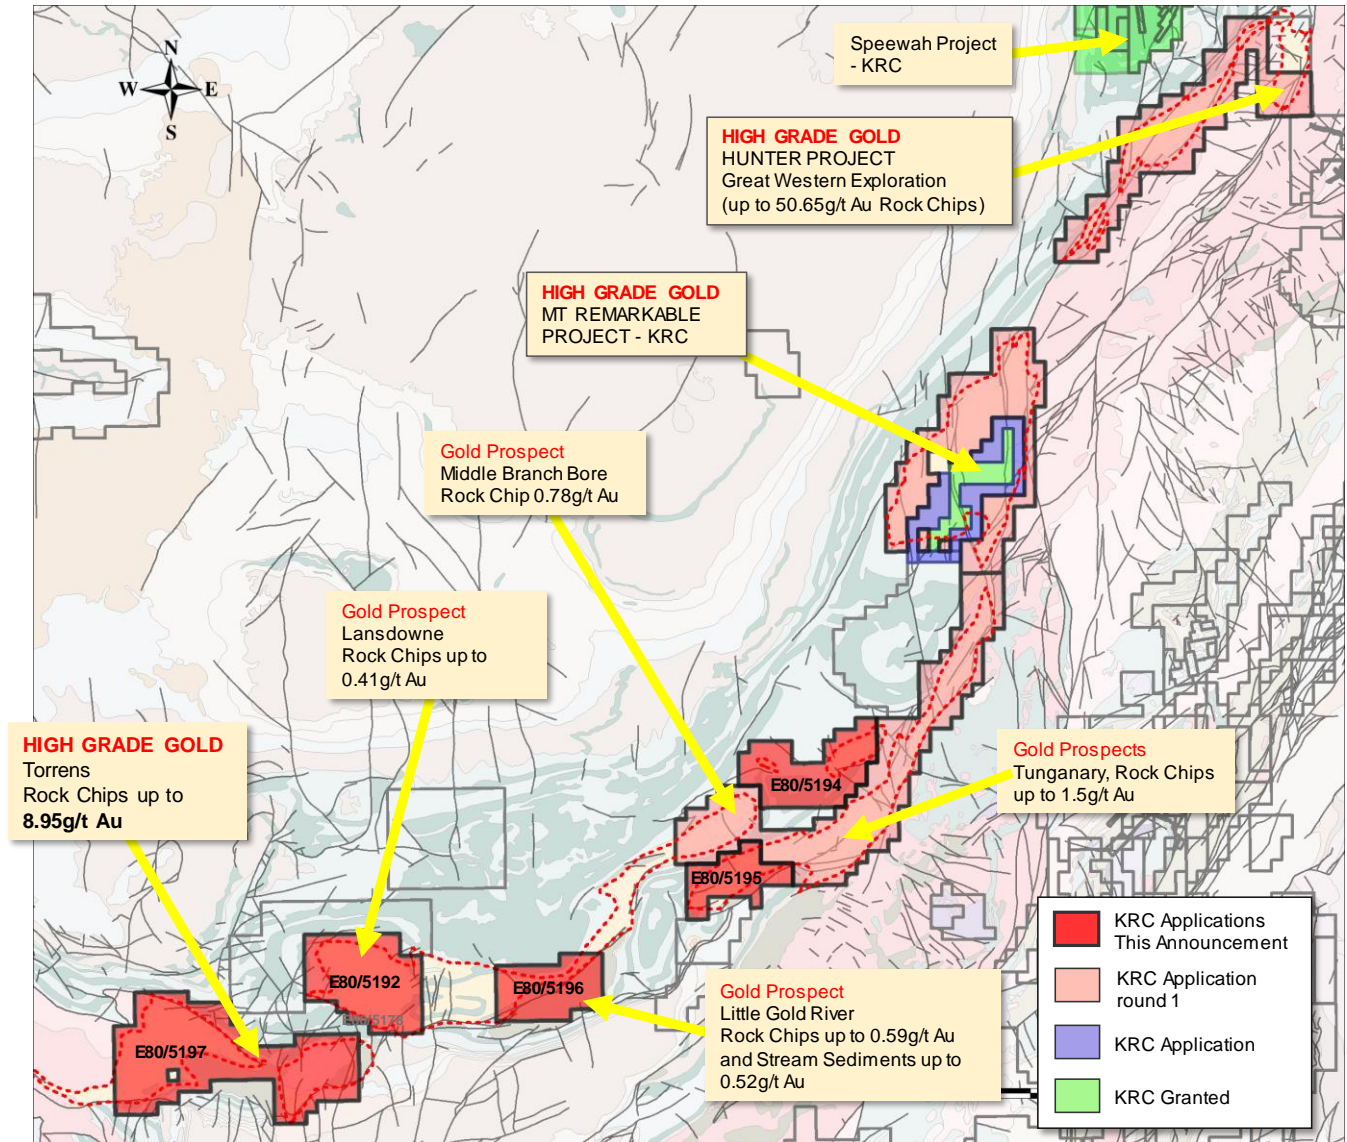 N
W
E
S
Speewah Project
- KRC
HIGH GRADE GOLD
HUNTER PROJECT
Great Western Exploration
(up to 50.65g/t Au Rock Chips)
HIGH GRADE GOLD
MT REMARKABLE
PROJECT - KRC
Gold Prospect
Middle Branch Bore
Rock Chip 0.78g/t Au
Gold Prospect
Lansdowne
Rock Chips up to
0.41g/t Au
HIGH GRADE GOLD
Torrens
Rock Chips up to
8.95g/t Au
Gold Prospects
Tunganary, Rock Chips
up to 1.5g/t Au
E80/5194
E80/5195
E80/5192
E80/5178
E80/5196
E80/5197
Gold Prospect
Little Gold River
Rock Chips up to 0.59g/t Au
and Stream Sediments up to
0.52g/t Au
KRC Applications
This Announcement
KRC Application
round 1
KRC Application
KRC Granted